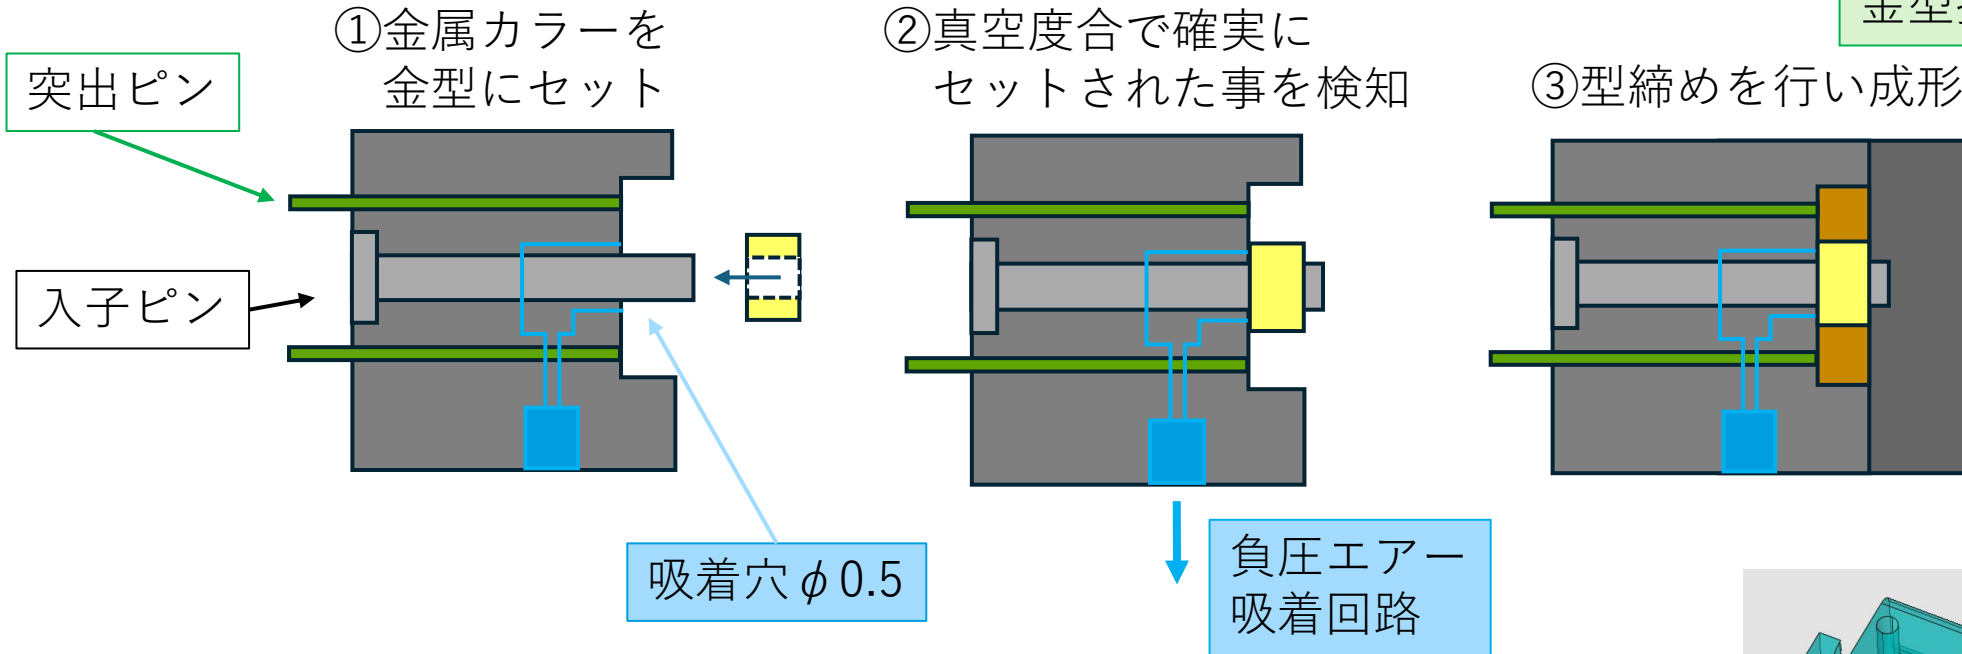 ①金属カラーを
金型にセット
②真空度合で確実に
セットされた事を検知
③型締めを行い成形
突出ピン
入子ピン
吸着穴φ0.5
負圧エアー
吸着回路
金型